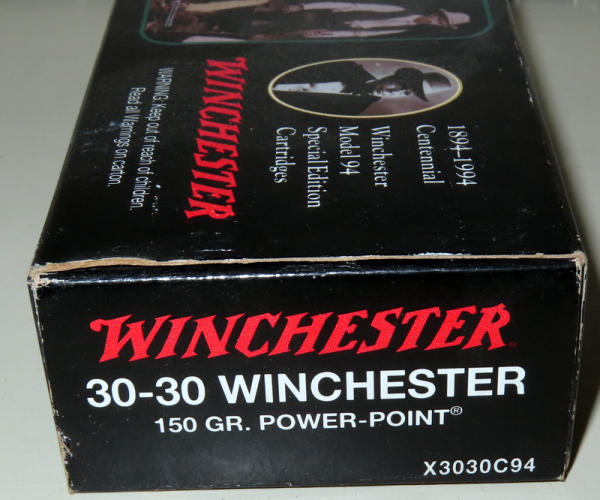 1894-1994
Centennial
Winchester
Model 94
Special Edition
Cartridges
WINCHESTER
WARNING: Keep out of reach of children.
Read all Warnings on carton.
WINCHESTER
30-30 WINCHESTER
150 GR. POWER-POINT®
X3030C94